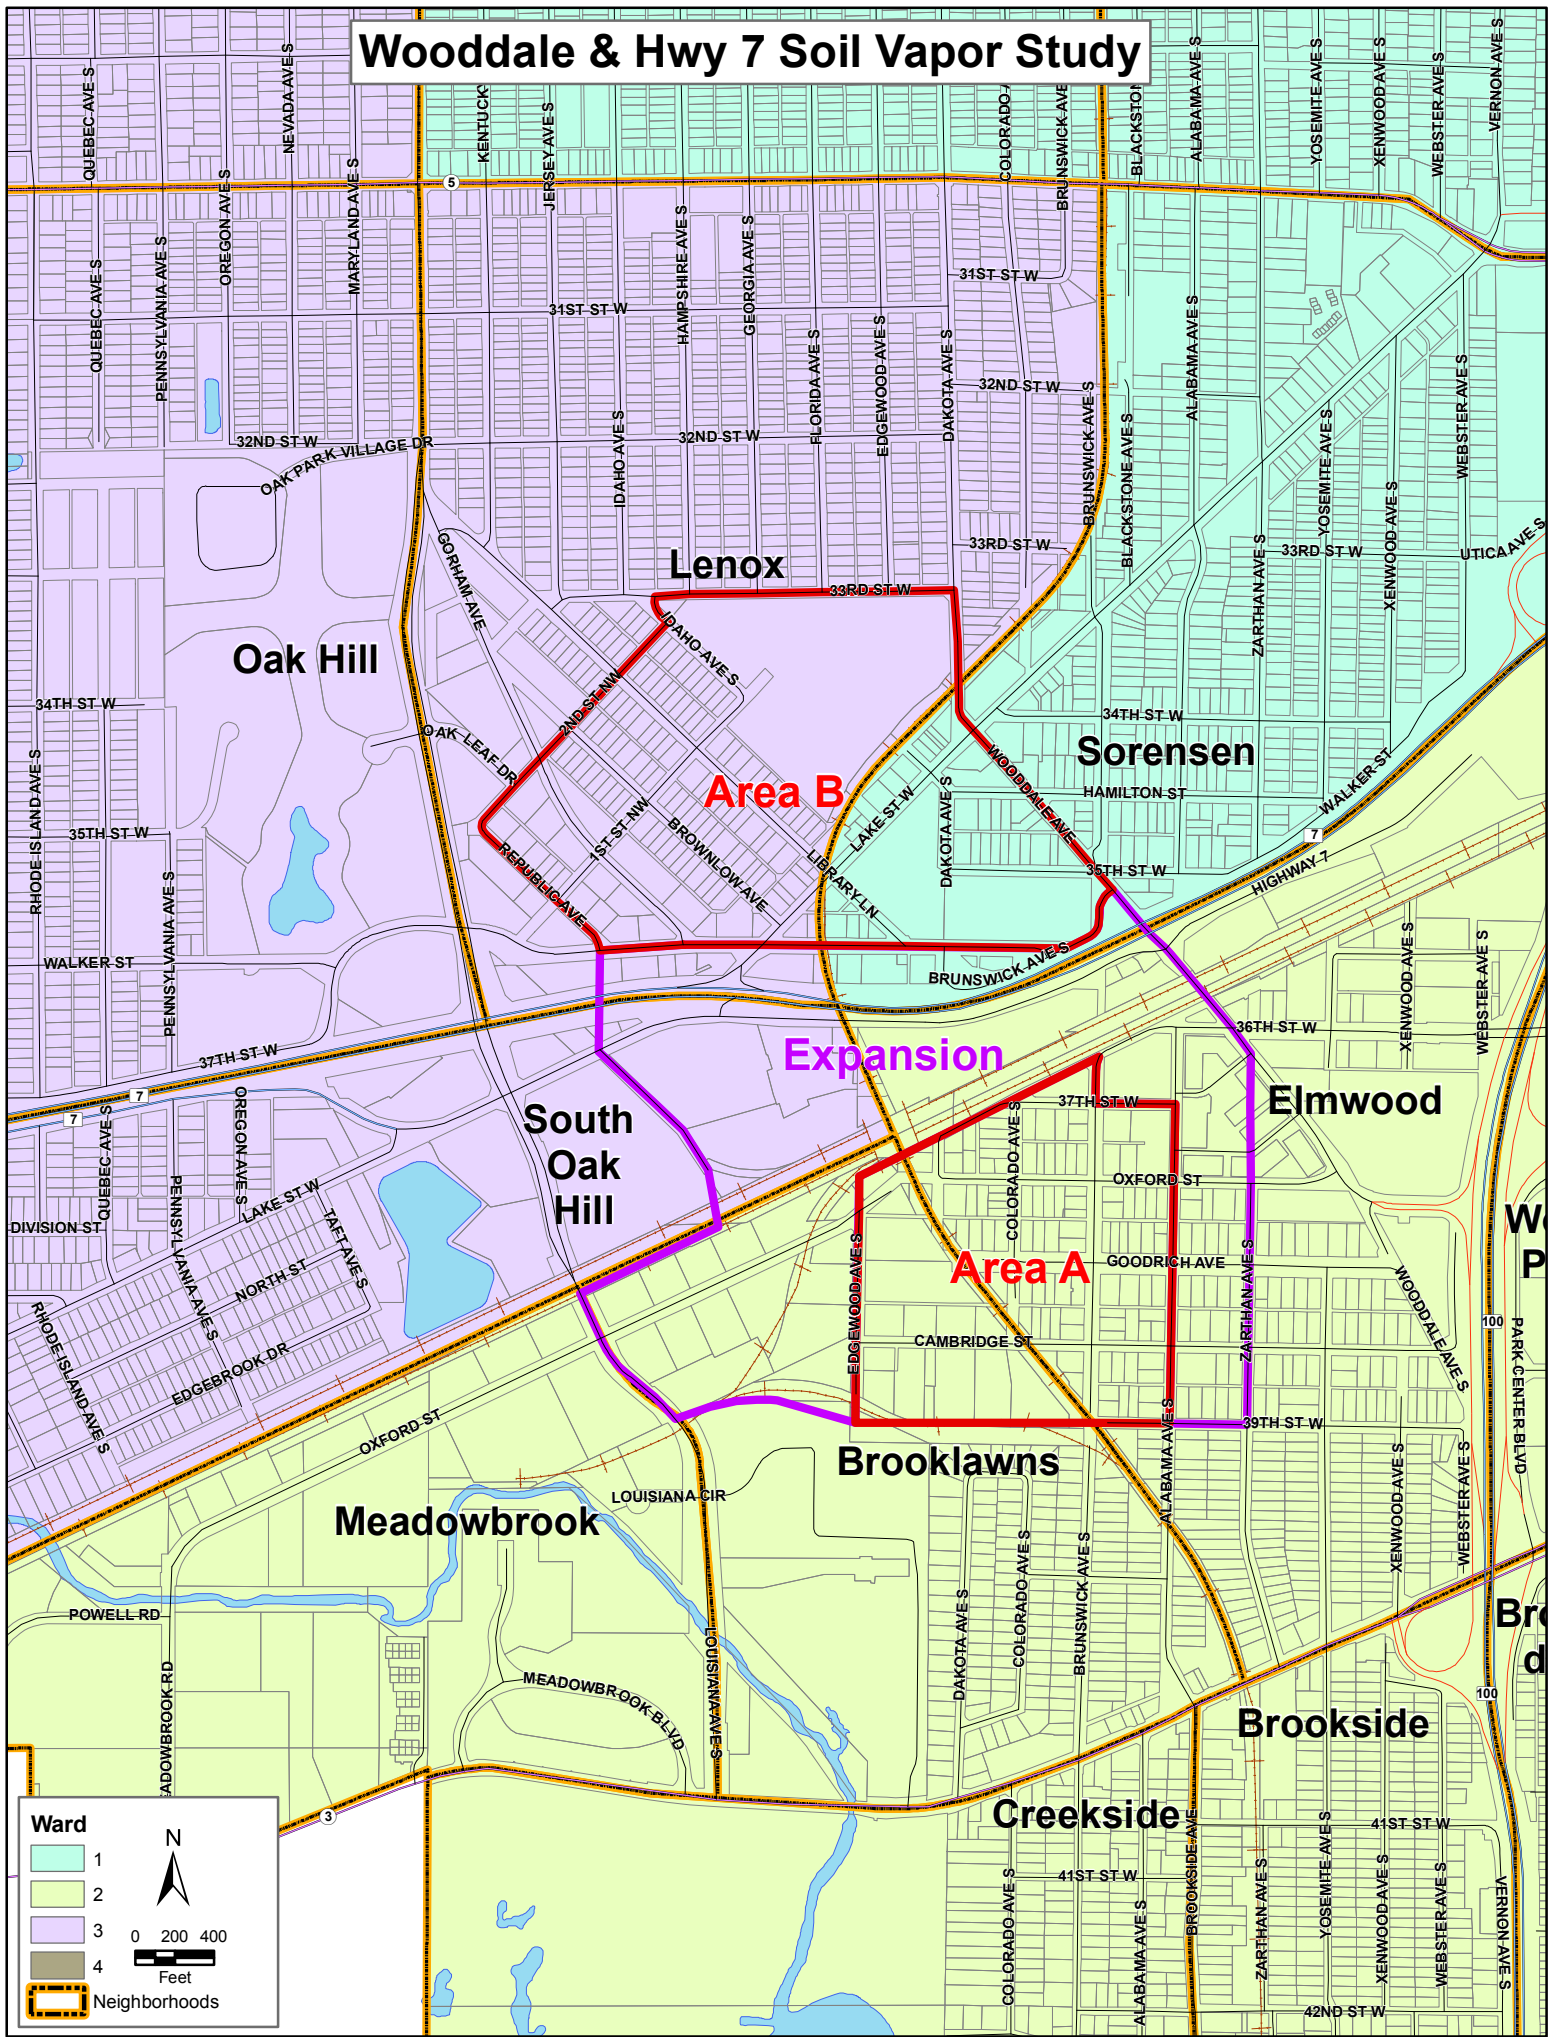 Wooddale & Hwy 7 Soil Vapor Study
QUEBEC AVE S
NEVADA AVE S
JERSEY AVE S
ALABAMA AVE S
YOSEMITE AVE S
XENWOOD AVE S
WEBSTER AVE S
VERNON AVE S
5
OREGON AVE S
MARYLAND AVE S
QUEBEC AVE S
PENNSYLVANIA AVE S
HAMPSHIRE AVE S
GEORGIA AVE S
BRUNSWICK AVE S
31ST ST W
31ST ST W
FLORIDA AVE S
EDGEWOOD AVE S
DAKOTA AVE S
ALABAMA AVE S
32ND ST W
32ND ST W
32ND ST W
OAK PARK VILLAGE DR
IDAHO AVE S
BRUNSWICK AVE S
BLACKSTONE AVE S
YOSEMITE AVE S
WEBSTER AVE S
XENWOOD AVE S
GORHAM AVE
33RD ST W
33RD ST W
UTICA AVE S
ZARTHAN AVE S
Lenox
33RD ST W
IDAHO AVE S
Oak Hill
2ND ST NW
34TH ST W
34TH ST W
OAK LEAF DR
Sorensen
WOODDALE AVE
WALKER ST
RHODE ISLAND AVE S
Area B
LAKE ST W
DAKOTA AVE S
HAMILTON ST
35TH ST W
1ST ST NW
BROWNLOW AVE
LIBRARY LN
REPUBLIC AVE
35TH ST W
7
HIGHWAY 7
PENNSYLVANIA AVE S
WALKER ST
BRUNSWICK AVE S
XENWOOD AVE S
WEBSTER AVE S
37TH ST W
36TH ST W
Expansion
7
7
QUEBEC AVE S
OREGON AVE S
South
Oak
Hill
37TH ST W
Elmwood
COLORADO AVE S
OXFORD ST
DIVISION ST
PENNSYLVANIA AVE S
LAKE ST W
TAFT AVE S
NORTH ST
EDGEWOOD AVE S
Area A
GOODRICH AVE
ZARTHAN AVE S
WOODDALE AVE S
RHODE ISLAND AVE S
EDGEBROOK DR
CAMBRIDGE ST
100
PARK CENTER BLVD
OXFORD ST
39TH ST W
Brooklawns
ALABAMA AVE S
XENWOOD AVE S
WEBSTER AVE S
LOUISIANA CIR
Meadowbrook
POWELL RD
DAKOTA AVE S
COLORADO AVE S
BRUNSWICK AVE S
LOUISIANA AVE S
MEADOWBROOK BLVD
100
Brookside
3
Creekside
BROOKSIDE AVE
41ST ST W
41ST ST W
COLORADO AVE S
ALABAMA AVE S
ZARTHAN AVE S
YOSEMITE AVE S
XENWOOD AVE S
WEBSTER AVE S
VERNON AVE S
42ND ST W
Ward
1
2
3
4
N
0 200 400
Feet
Neighborhoods